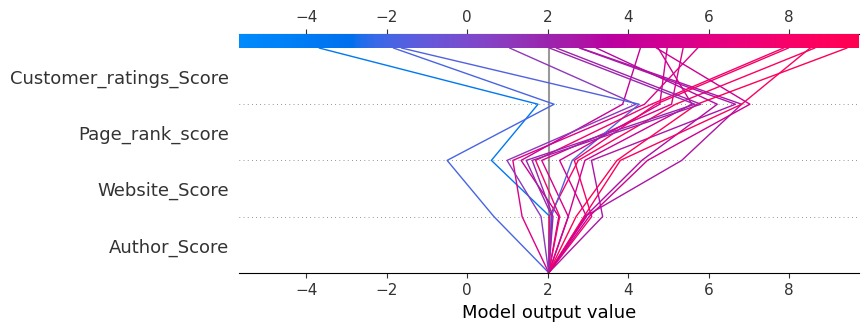 −4 −2 0 2 4 6 8
Customer_ratings_Score
Page_rank_score
Website_Score
Author_Score
−4 −2 0 2 4 6 8
Model output value